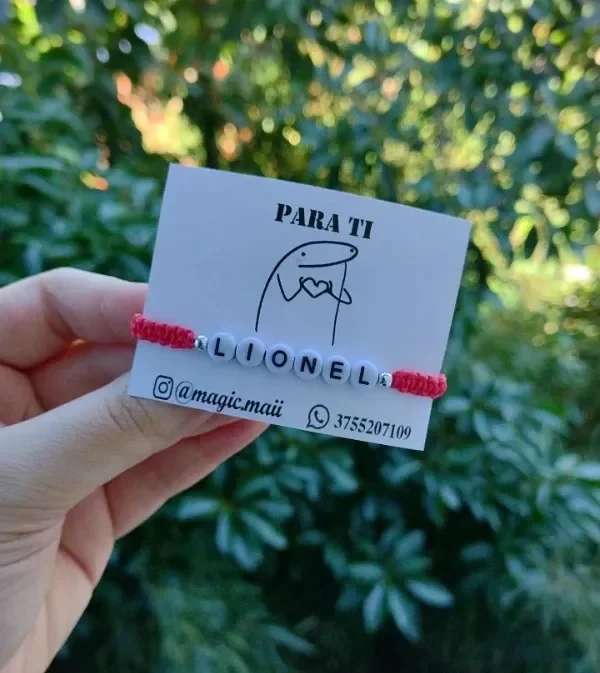 PARA TI
LIONEL
@magic.maii
3755207109